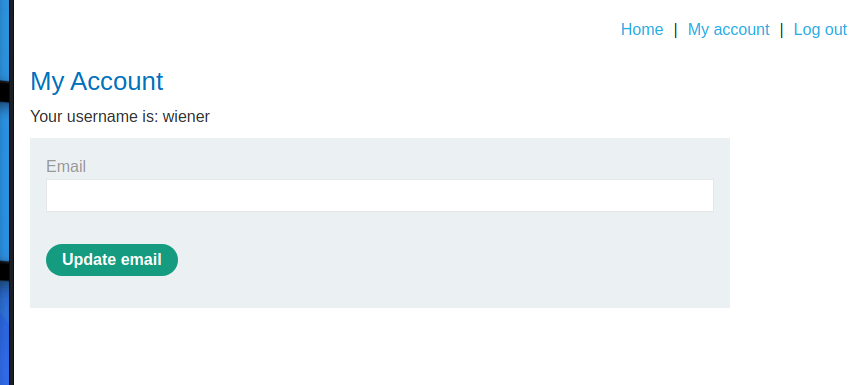 Home | My account | Log out
My Account
Your username is: wiener
Email
Update email